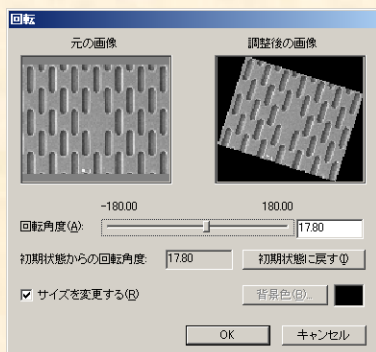 回転
元の画像 調整後の画像
-180.00 180.00
回転角度(A): 17.80
初期状態からの回転角度: 17.80 初期状態に戻す(I)
サイズを変更する(R) 背景色(B)...
OK キャンセル